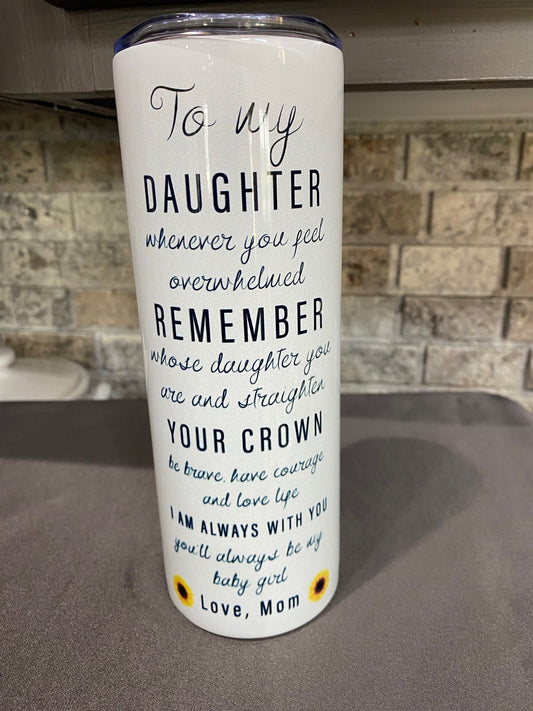 To my
DAUGHTER
whenever you feel
overwhelmed
REMEMBER
whose daughter you
are and straighten
YOUR CROWN
be brave, have courage
and love life
I AM ALWAYS WITH YOU
you'll always be my
baby girl
Love, Mom